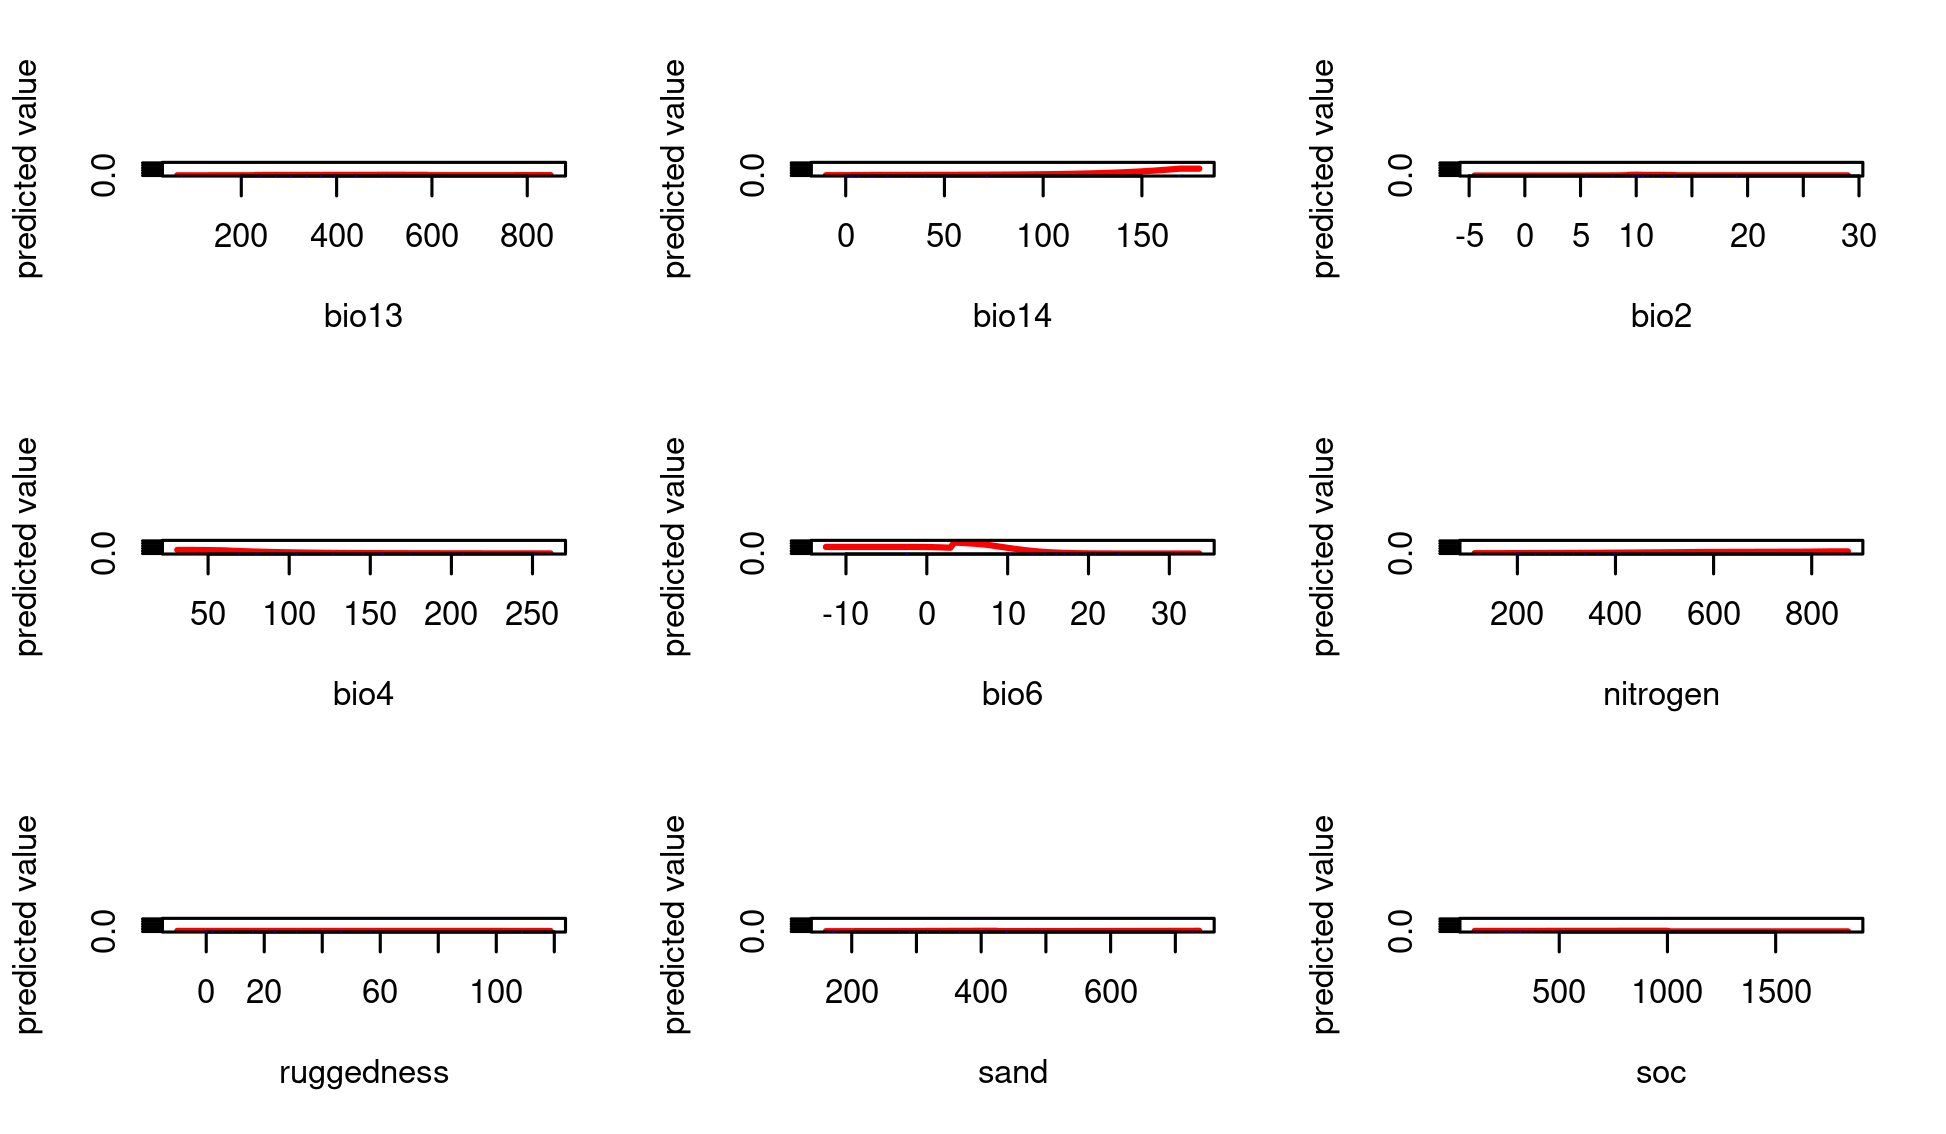 predicted value
0.0
200 400 600 800
bio13
predicted value
0.0
0 50 100 150
bio14
predicted value
0.0
-5 0 5 10 20 30
bio2
predicted value
0.0
50 100 150 200 250
bio4
predicted value
0.0
-10 0 10 20 30
bio6
predicted value
0.0
200 400 600 800
nitrogen
predicted value
0.0
0 20 60 100
ruggedness
predicted value
0.0
200 400 600
sand
predicted value
0.0
500 1000 1500
soc